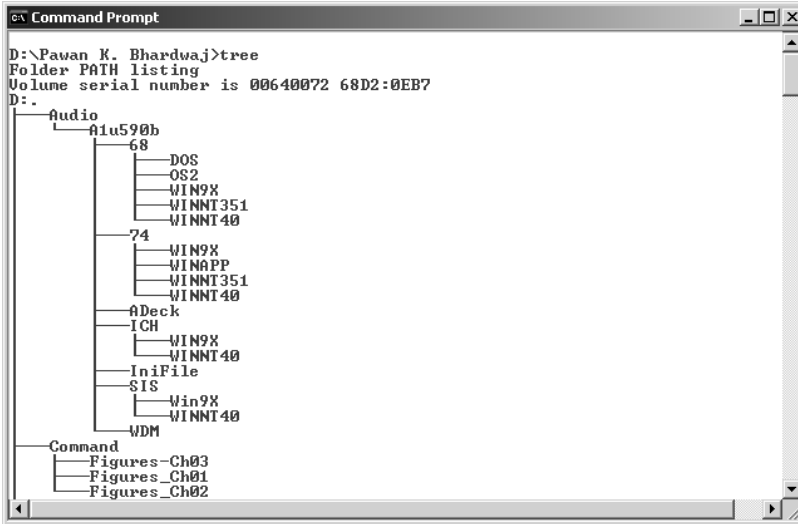 Command Prompt
D:\Pawan K. Bhardwaj>tree
Folder PATH listing
Volume serial number is 00640072 68D2:0EB7
D:.
├───Audio
│   └───A1u590b
│       ├───68
│       │   ├───DOS
│       │   ├───OS2
│       │   ├───WIN9X
│       │   ├───WINNT351
│       │   └───WINNT40
│       ├───74
│       │   ├───WIN9X
│       │   ├───WINAPP
│       │   ├───WINNT351
│       │   └───WINNT40
│       ├───ADeck
│       ├───ICH
│       │   ├───WIN9X
│       │   └───WINNT40
│       ├───IniFile
│       ├───SIS
│       │   ├───Win9X
│       │   └───WINNT40
│       └───WDM
├───Command
│   ├───Figures-Ch03
│   ├───Figures_Ch01
│   └───Figures_Ch02